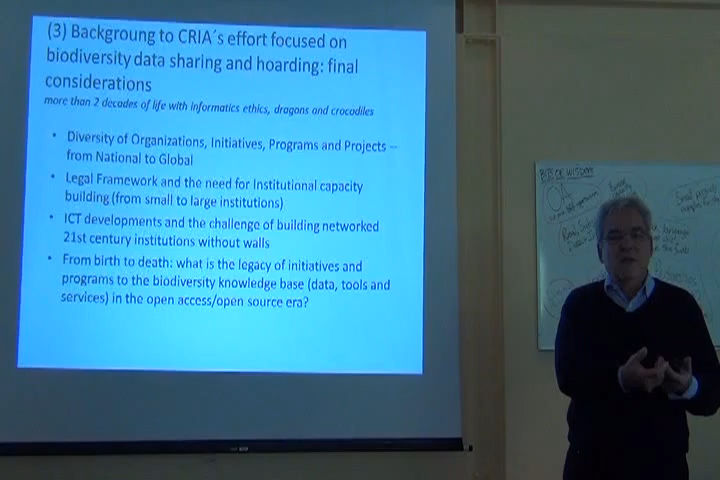 (3) Backgroung to CRIA´s effort focused on
biodiversity data sharing and hoarding: final
considerations
more than 2 decades of life with informatics ethics, dragons and crocodiles
• Diversity of Organizations, Initiatives, Programs and Projects –
from National to Global
• Legal Framework and the need for Institutional capacity
building (from small to large institutions)
• ICT developments and the challenge of building networked
21st century institutions without walls
• From birth to death: what is the legacy of initiatives and
programs to the biodiversity knowledge base (data, tools and
services) in the open access/open source era?
OF WISDOM